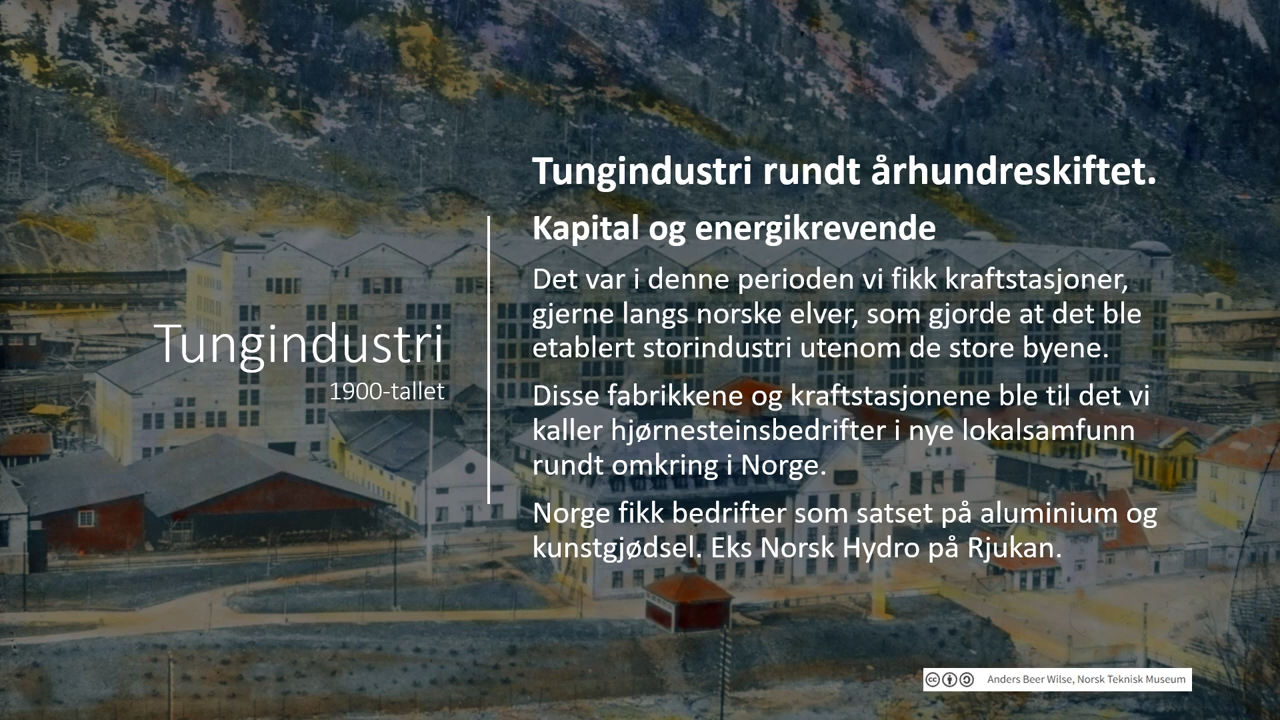 Tungindustri
1900-tallet
Tungindustri rundt århundreskiftet.
Kapital og energikrevende
Det var i denne perioden vi fikk kraftstasjoner,
gjerne langs norske elver, som gjorde at det ble
etablert storindustri utenom de store byene.
Disse fabrikkene og kraftstasjonene ble til det vi
kaller hjørnesteinsbedrifter i nye lokalsamfunn
rundt omkring i Norge.
Norge fikk bedrifter som satset på aluminium og
kunstgjødsel. Eks Norsk Hydro på Rjukan.
Anders Beer Wilse, Norsk Teknisk Museum